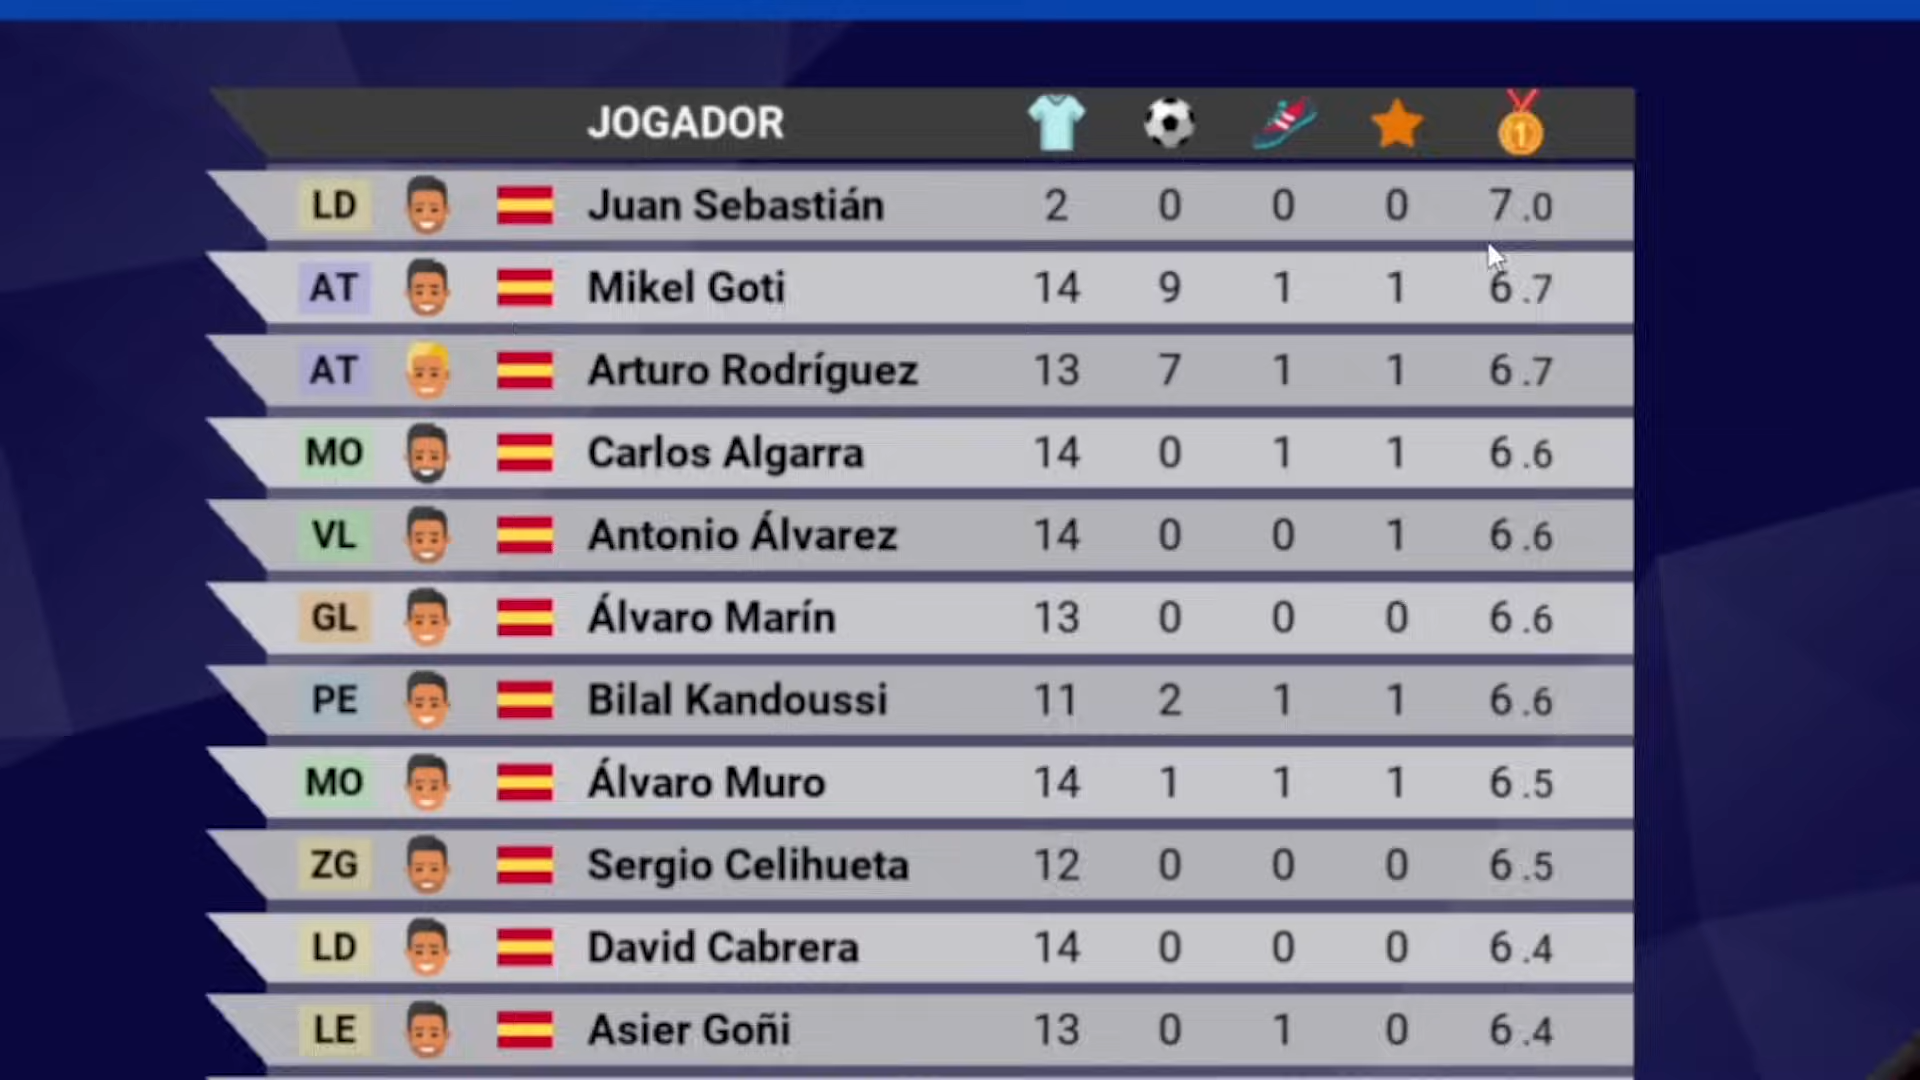 JOGADOR 1
LD Juan Sebastián 2 0 0 0 7.0
AT Mikel Goti 14 9 1 1 6.7
AT Arturo Rodríguez 13 7 1 1 6.7
MO Carlos Algarra 14 0 1 1 6.6
VL Antonio Álvarez 14 0 0 1 6.6
GL Álvaro Marín 13 0 0 0 6.6
PE Bilal Kandoussi 11 2 1 1 6.6
MO Álvaro Muro 14 1 1 1 6.5
ZG Sergio Celihueta 12 0 0 0 6.5
LD David Cabrera 14 0 0 0 6.4
LE Asier Goñi 13 0 1 0 6.4